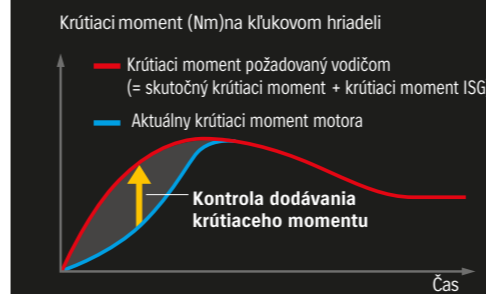 Krútiaci moment (Nm)na kľukovom hriadeli
Krútiaci moment požadovaný vodičom
(= skutočný krútiaci moment + krútiaci moment ISG
Aktuálny krútiaci moment motora
Kontrola dodávania
krútiaceho momentu
Čas